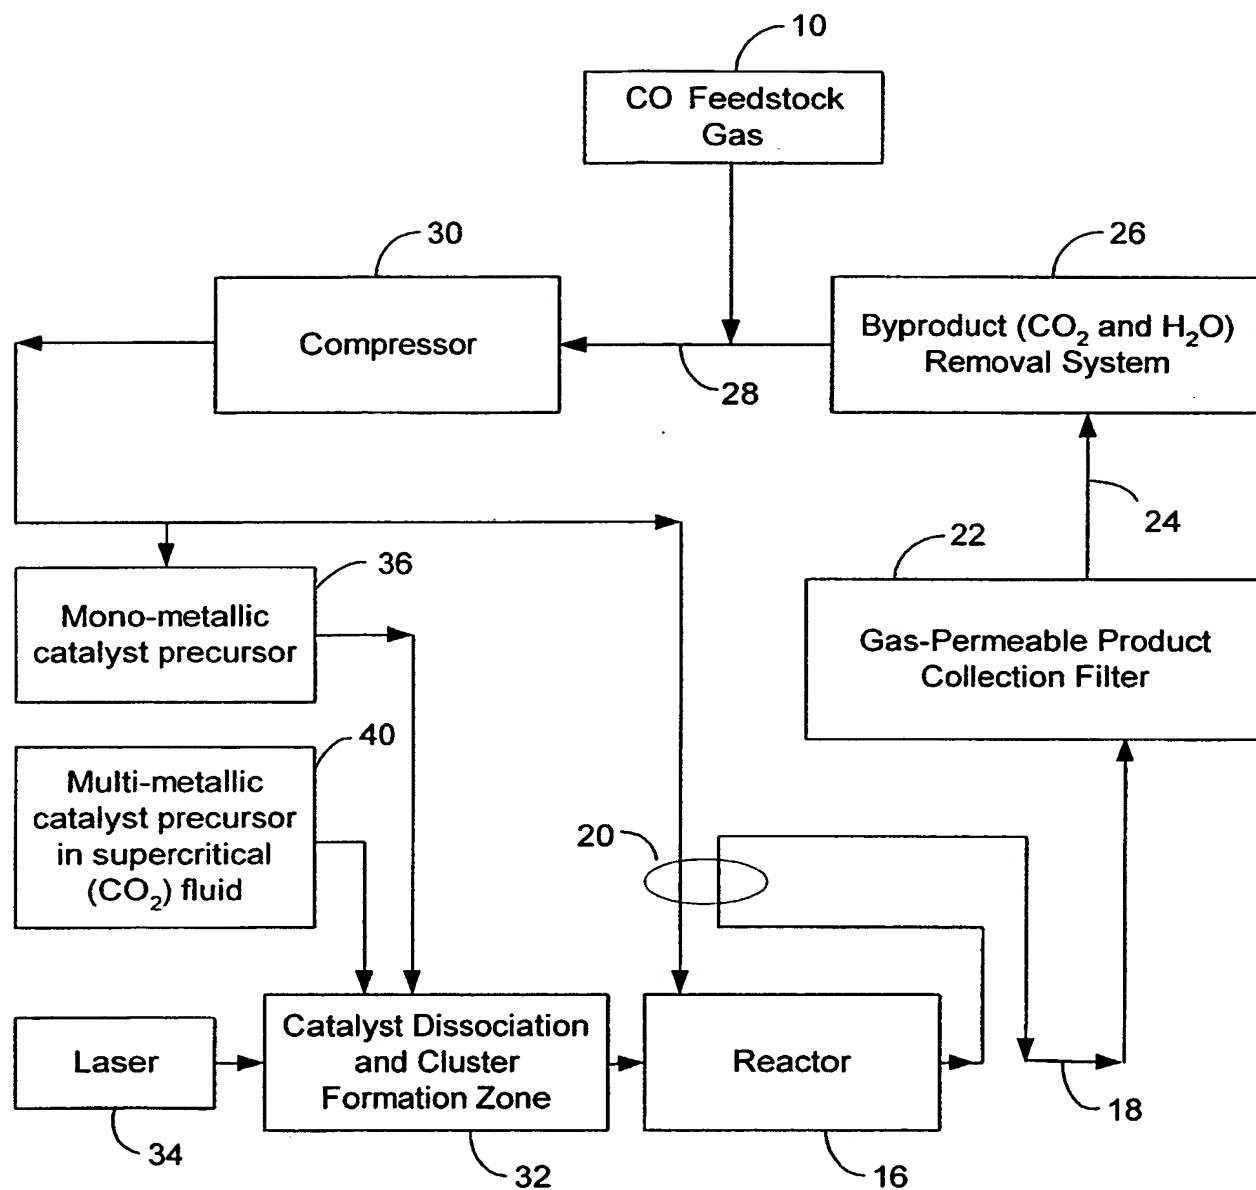 10
CO Feedstock
Gas
30
26
Compressor
Byproduct (CO₂ and H₂O)
Removal System
28
24
22
36
Mono-metallic
catalyst precursor
Gas-Permeable Product
Collection Filter
40
Multi-metallic
catalyst precursor
in supercritical
(CO₂) fluid
20
Laser
Catalyst Dissociation
and Cluster
Formation Zone
Reactor
18
34
32
16